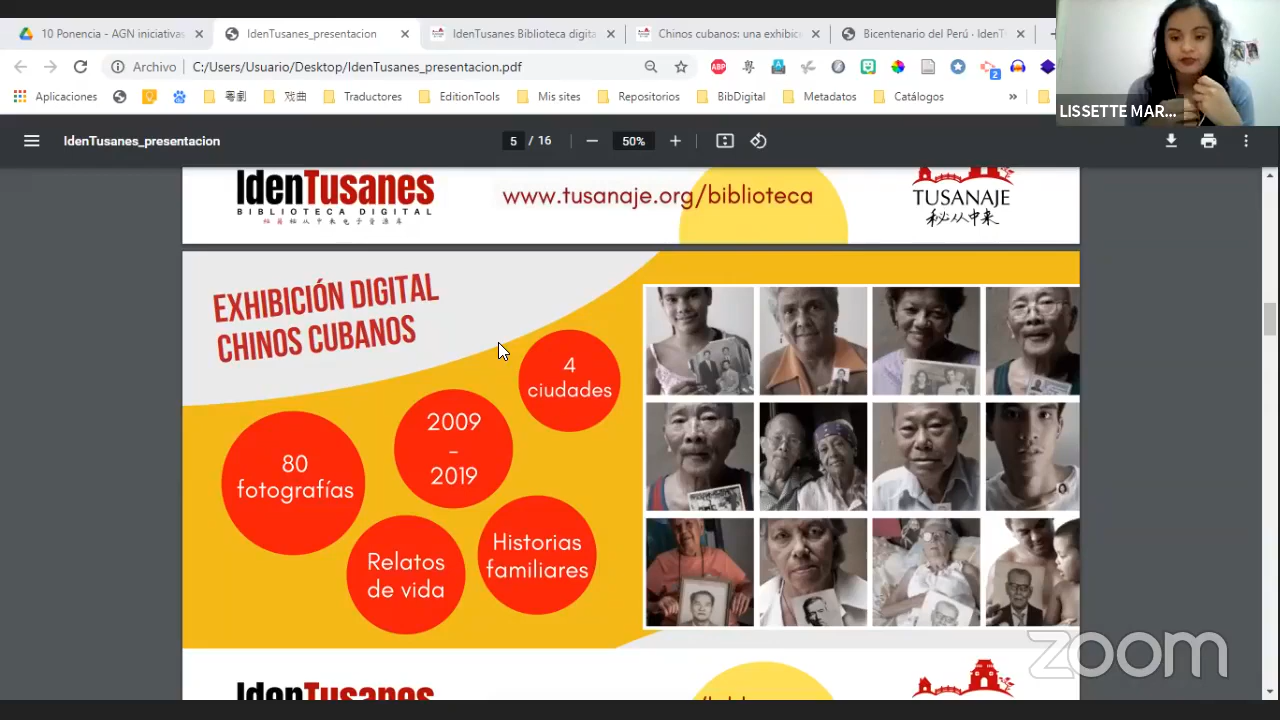 10 Ponencia - AGN iniciativas
IdenTusanes_presentacion
IdenTusanes Biblioteca digita
Chinos cubanos: una exhibic
Bicentenario del Perú · IdenT
Archivo
C:/Users/Usuario/Desktop/IdenTusanes_presentacion.pdf
ABP
2
Aplicaciones
粵劇
戏曲
Traductores
EditionTools
Mis sites
Repositorios
BibDigital
Metadatos
Catálogos
»
LISSETTE MAR...
IdenTusanes_presentacion
5 / 16
50%
IdenTusanes
BIBLIOTECA DIGITAL
www.tusanaje.org/biblioteca
TUSANAJE
秘从中来
EXHIBICIÓN DIGITAL
CHINOS CUBANOS
4
ciudades
2009
-
2019
80
fotografías
Relatos
de vida
Historias
familiares
zoom
IdenTusanes